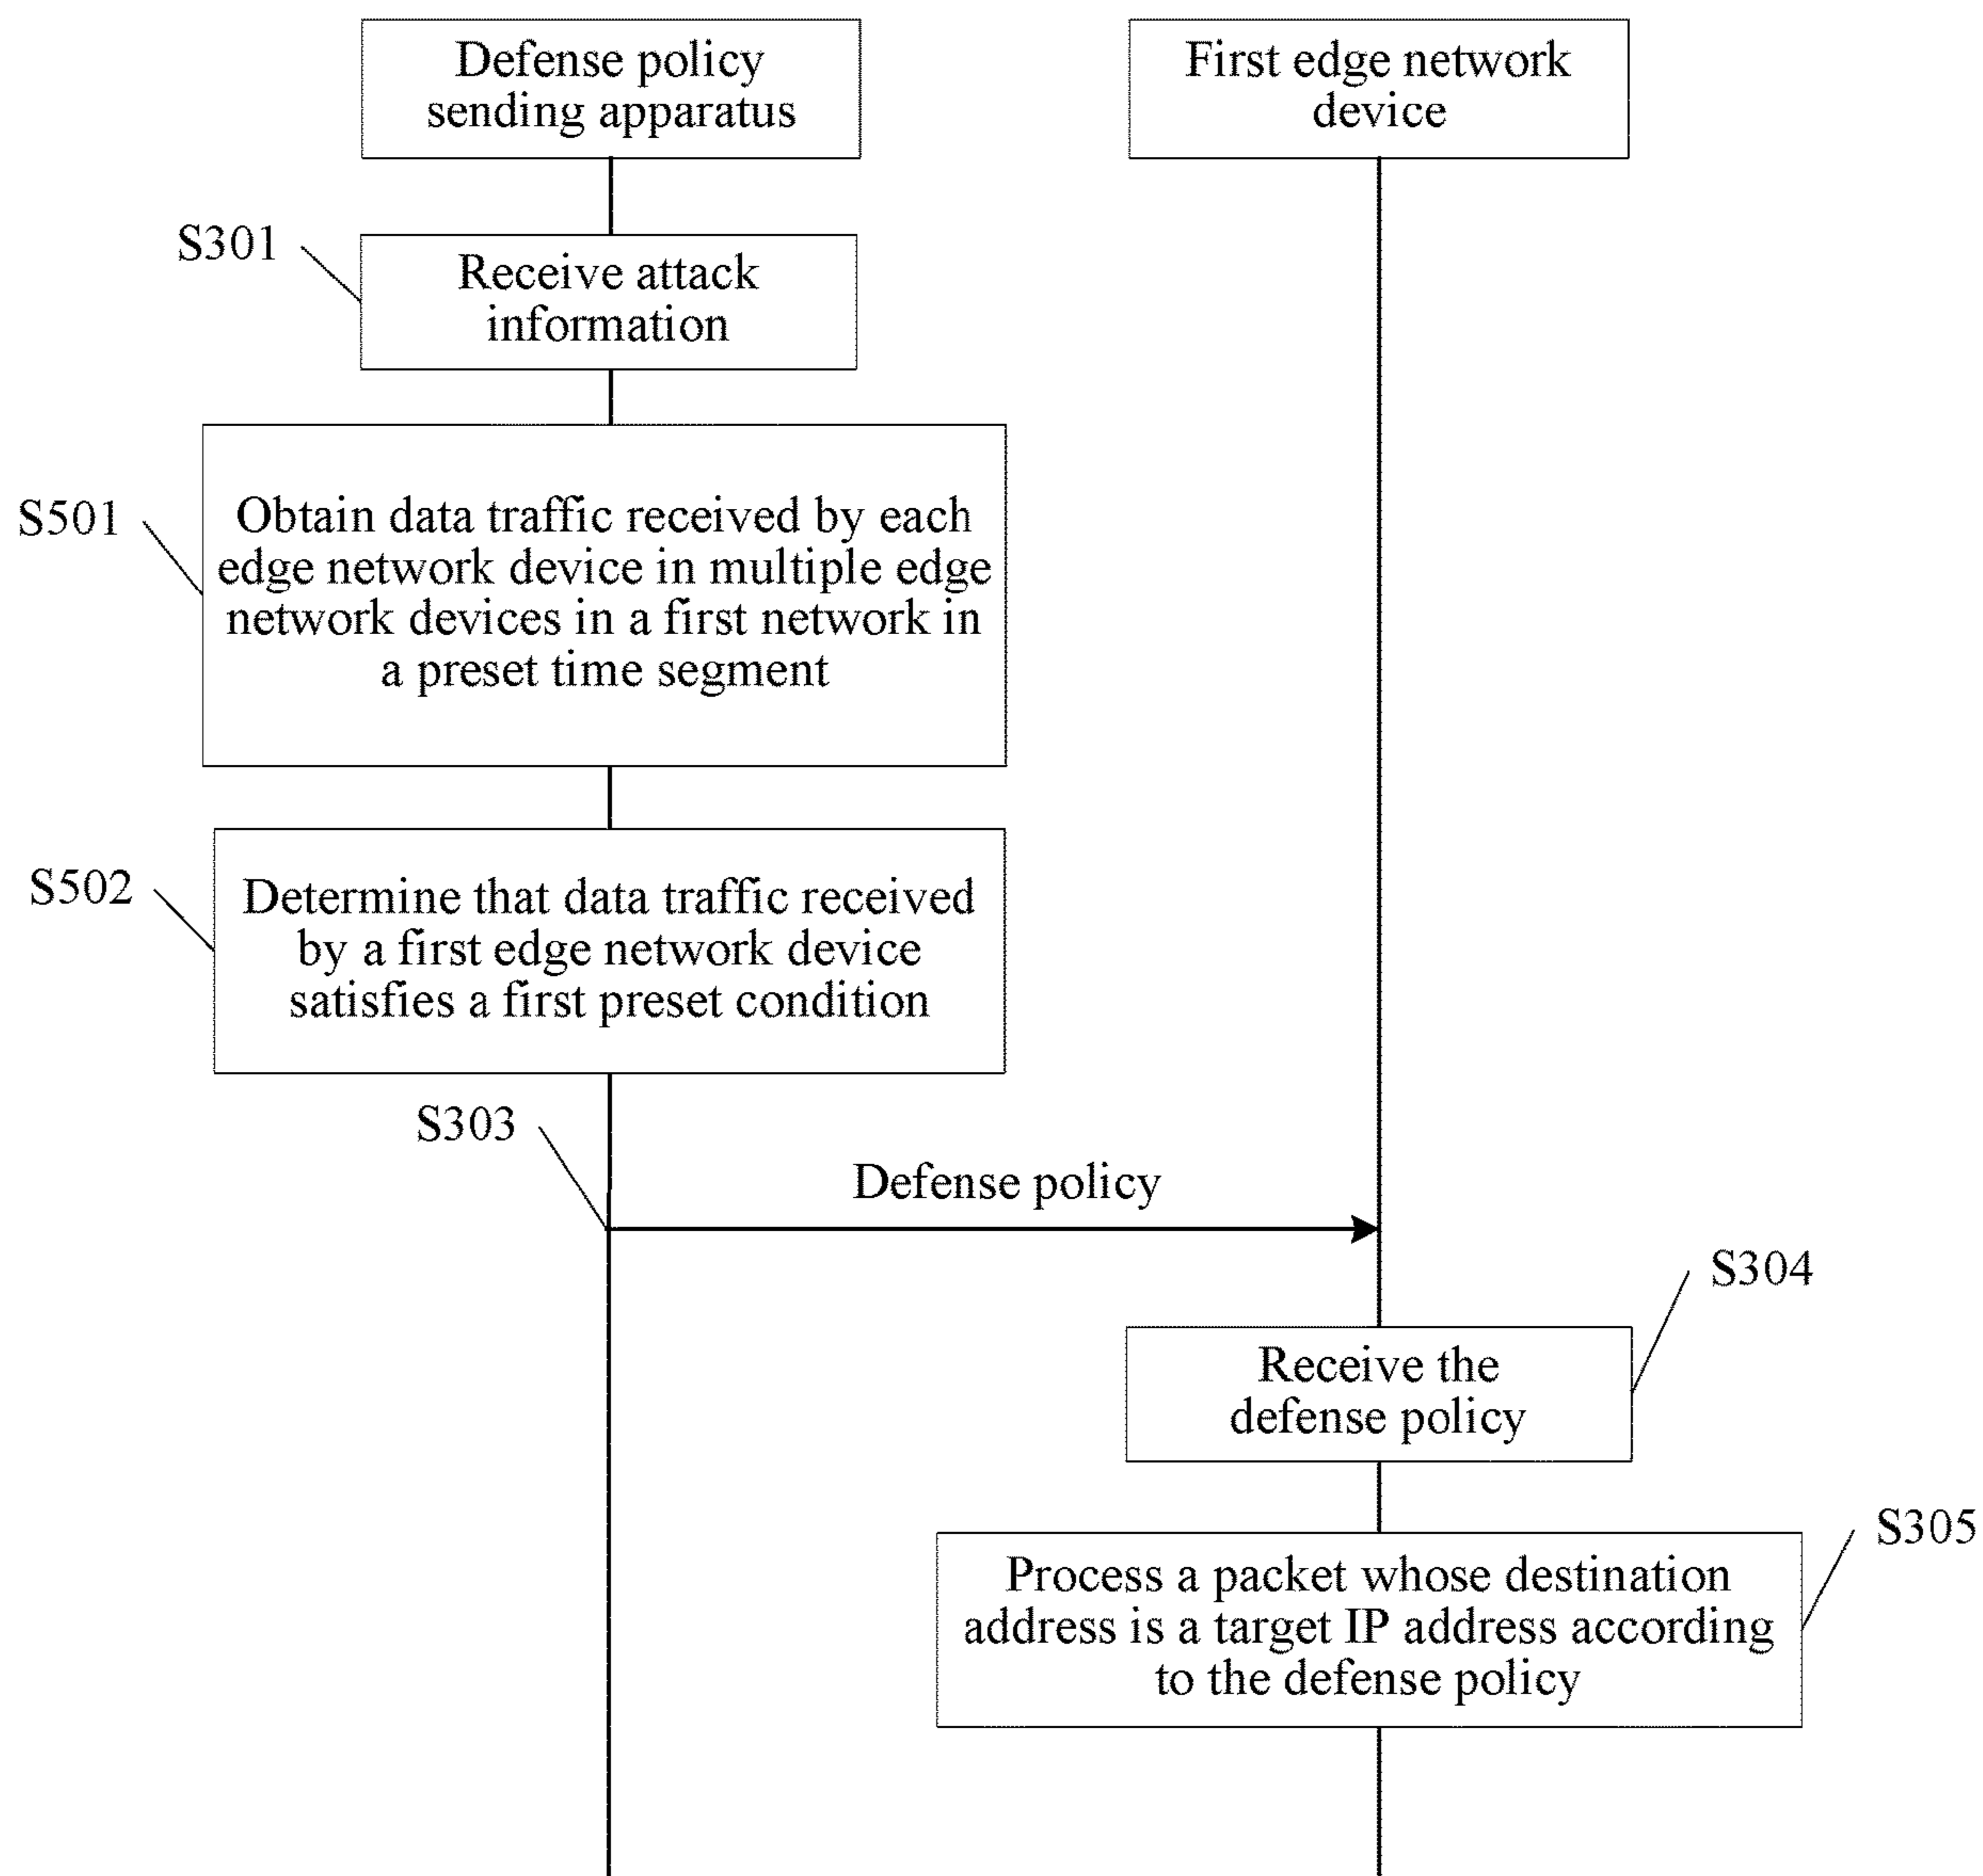 Defense policy
sending apparatus
First edge network
device
S301
Receive attack
information
S501
Obtain data traffic received by each
edge network device in multiple edge
network devices in a first network in
a preset time segment
S502
Determine that data traffic received
by a first edge network device
satisfies a first preset condition
S303
Defense policy
S304
Receive the
defense policy
S305
Process a packet whose destination
address is a target IP address according
to the defense policy